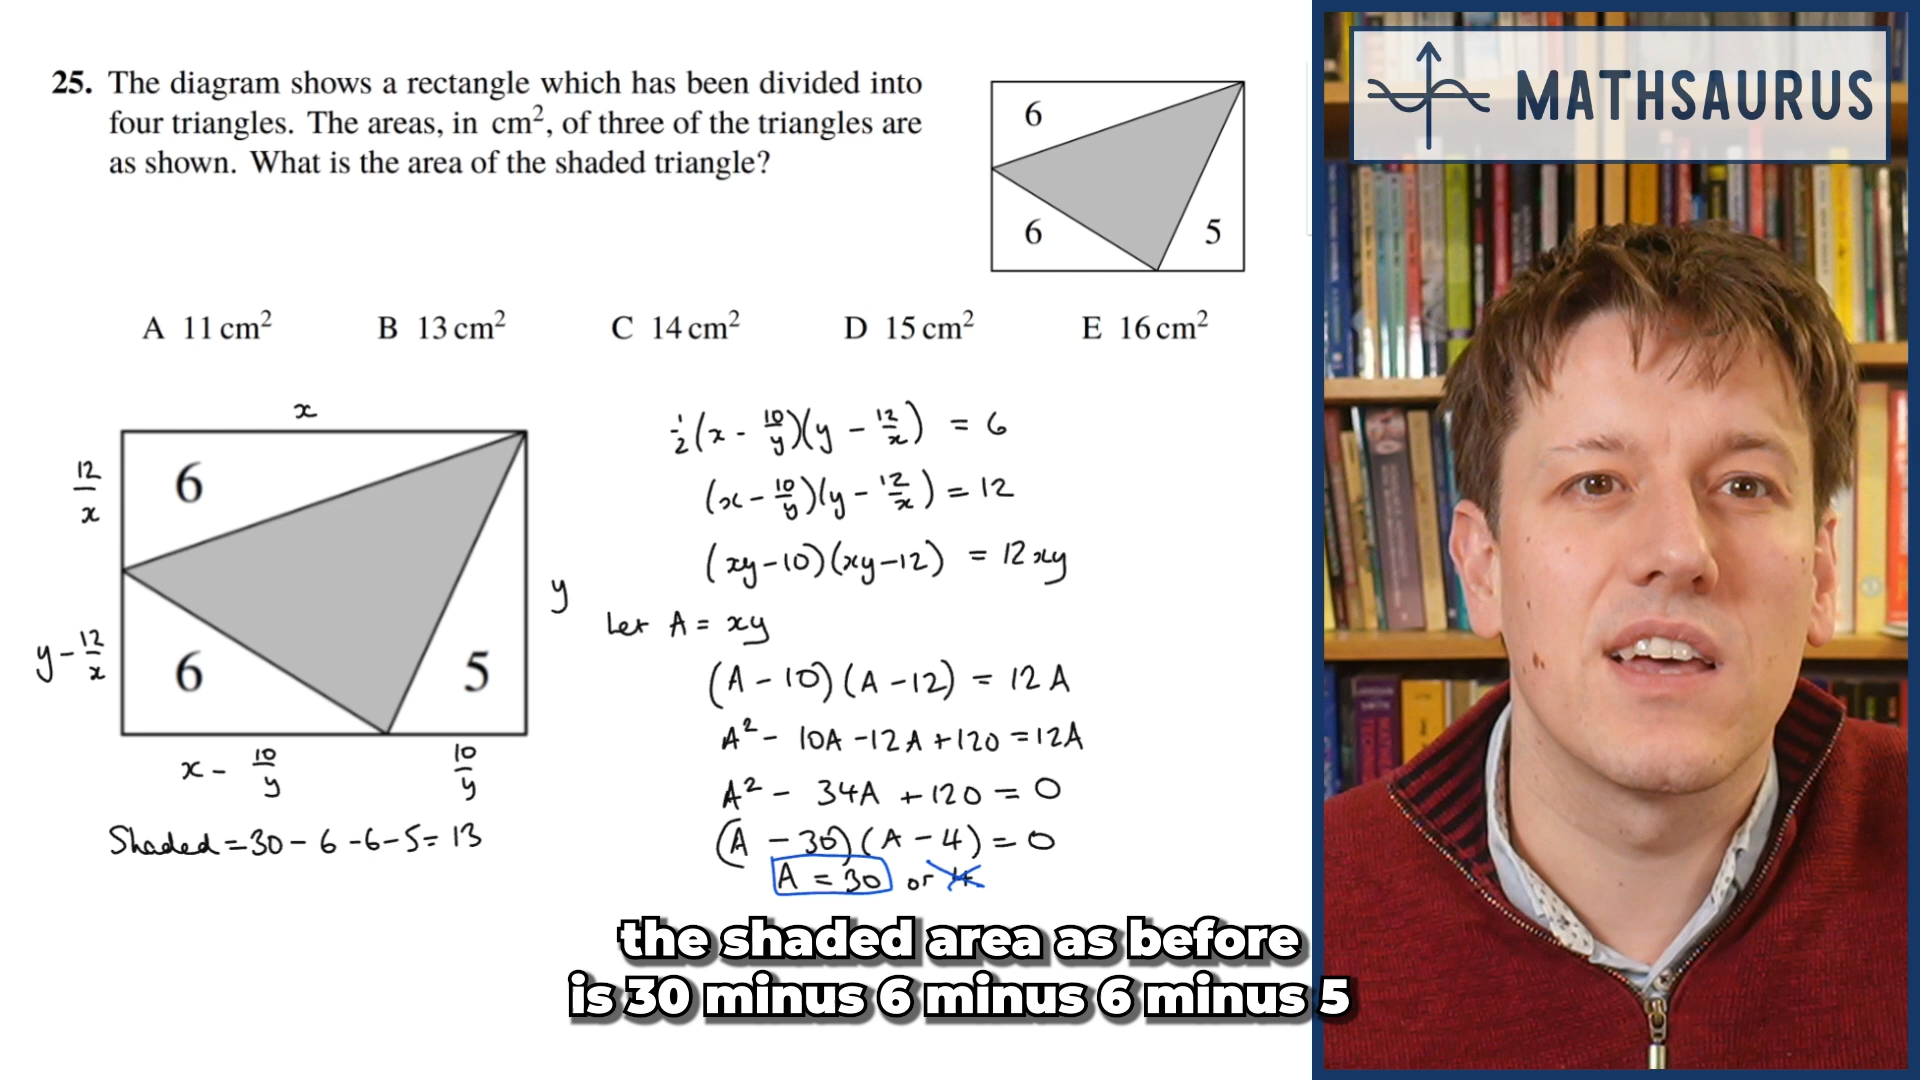 25. The diagram shows a rectangle which has been divided into
four triangles. The areas, in cm², of three of the triangles are
as shown. What is the area of the shaded triangle?
6
6
5
A 11 cm²
B 13 cm²
C 14 cm²
D 15 cm²
E 16 cm²
x
12/x
6
y
y - 12/x
6
5
x - 10/y
10/y
Shaded = 30 - 6 - 6 - 5 = 13
½(x - 10/y)(y - 12/x) = 6
(x - 10/y)(y - 12/x) = 12
(xy - 10)(xy - 12) = 12xy
Let A = xy
(A - 10)(A - 12) = 12A
A² - 10A - 12A + 120 = 12A
A² - 34A + 120 = 0
(A - 30)(A - 4) = 0
A = 30 or 4
MATHSAURUS
the shaded area as before
is 30 minus 6 minus 6 minus 5